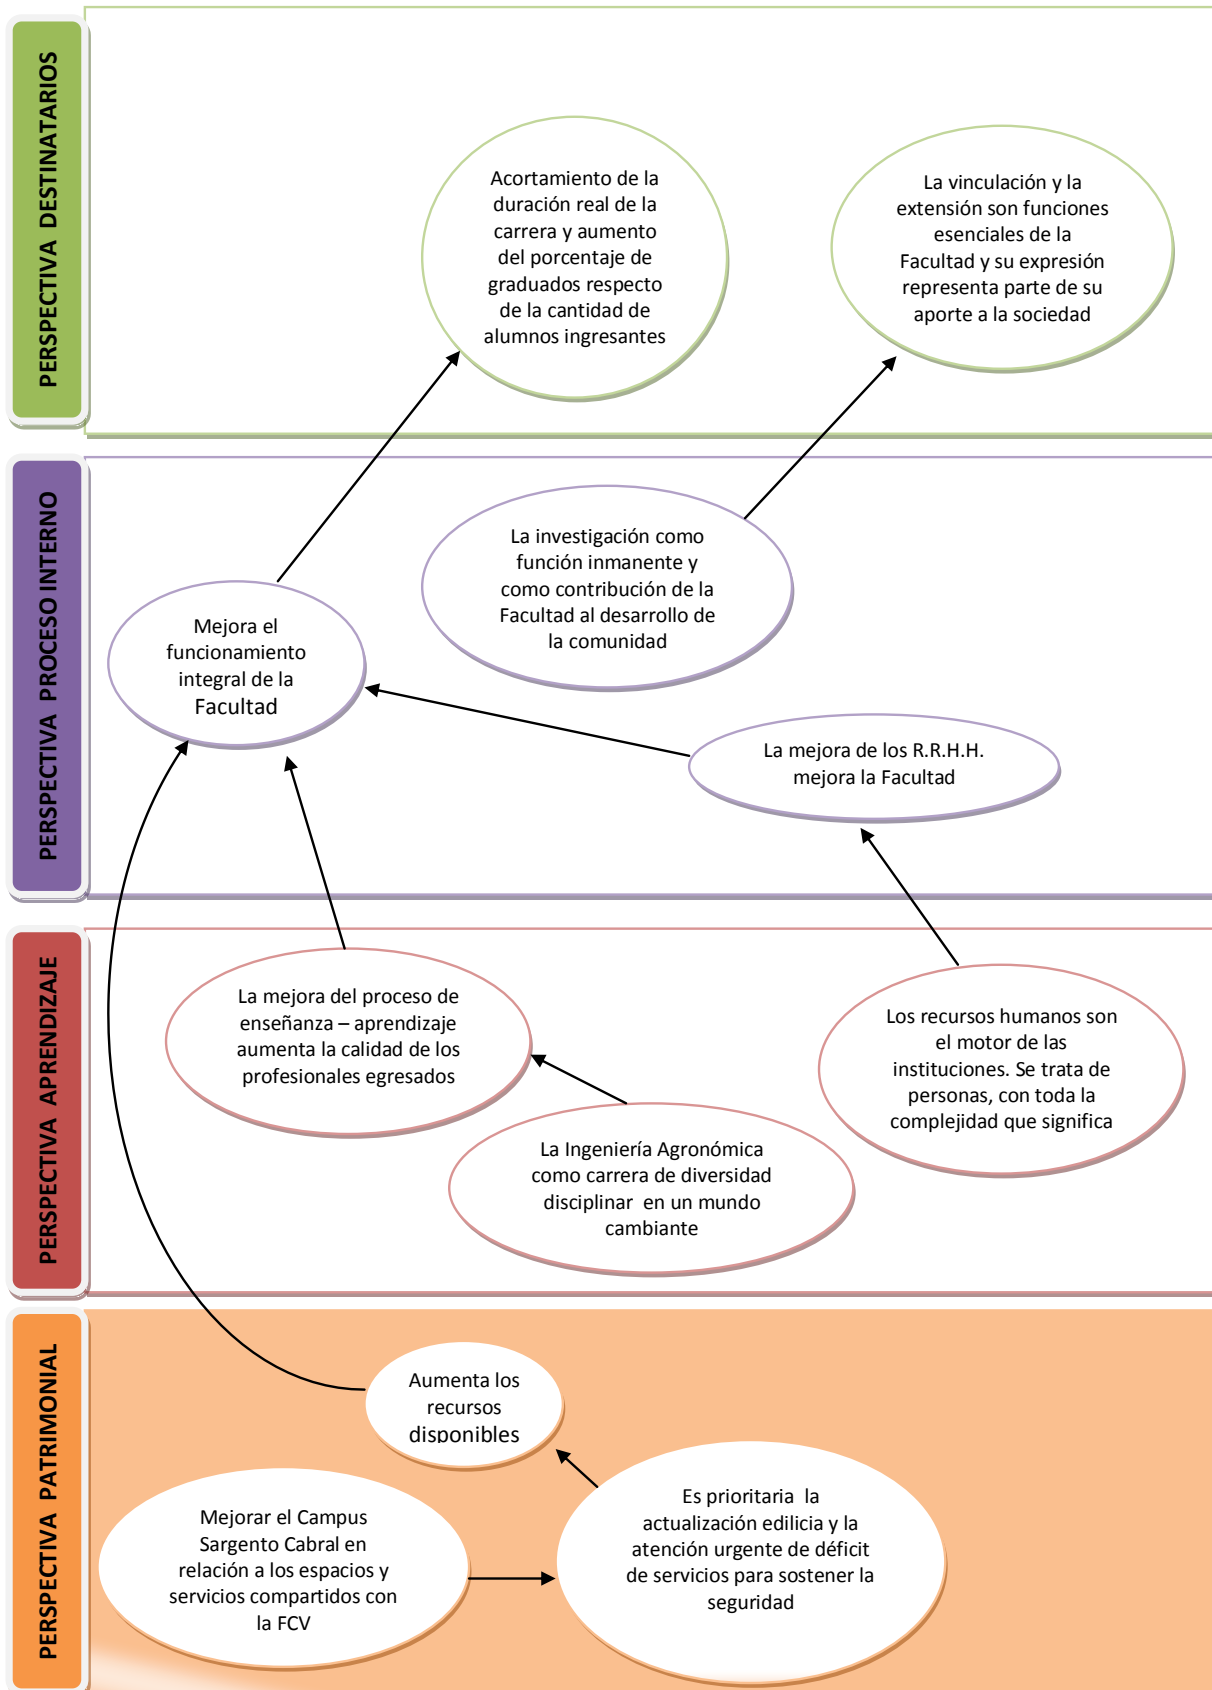 PERSPECTIVA DESTINATARIOS
Acortamiento de la
duración real de la
carrera y aumento
del porcentaje de
graduados respecto
de la cantidad de
alumnos ingresantes
La vinculación y la
extensión son funciones
esenciales de la
Facultad y su expresión
representa parte de su
aporte a la sociedad
PERSPECTIVA PROCESO INTERNO
La investigación como
función inmanente y
como contribución de la
Facultad al desarrollo de
la comunidad
Mejora el
funcionamiento
integral de la
Facultad
La mejora de los R.R.H.H.
mejora la Facultad
PERSPECTIVA APRENDIZAJE
La mejora del proceso de
enseñanza – aprendizaje
aumenta la calidad de los
profesionales egresados
Los recursos humanos son
el motor de las
instituciones. Se trata de
personas, con toda la
complejidad que significa
La Ingeniería Agronómica
como carrera de diversidad
disciplinar en un mundo
cambiante
PERSPECTIVA PATRIMONIAL
Aumenta los
recursos
disponibles
Mejorar el Campus
Sargento Cabral en
relación a los espacios y
servicios compartidos con
la FCV
Es prioritaria la
actualización edilicia y la
atención urgente de déficit
de servicios para sostener la
seguridad